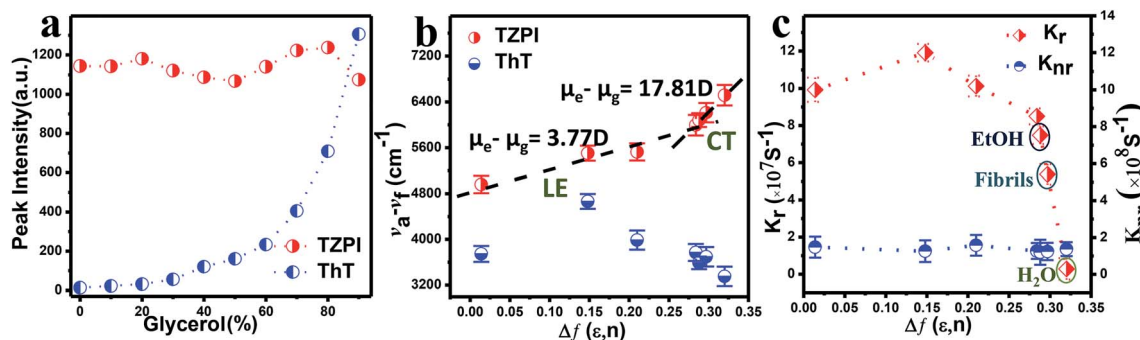 a
Peak Intensity(a.u.)
1400
1200
1000
800
600
400
200
0
TZPI
ThT
0 20 40 60 80
Glycerol(%)
b
TZPI
ThT
νa-νf (cm-1)
6400
5600
4800
4000
3200
μe- μg= 17.81D
μe- μg= 3.77D
CT
LE
0.00 0.05 0.10 0.15 0.20 0.25 0.30 0.35
Δf (ε,n)
c
Kr
Knr
Kr (×10⁷S-1)
12
10
8
6
4
2
0
EtOH
Fibrils
H2O
14
12
10
8
6
4
2
0
(×10⁸S-1)
0.00 0.05 0.10 0.15 0.20 0.25 0.30 0.35
Δf (ε,n)